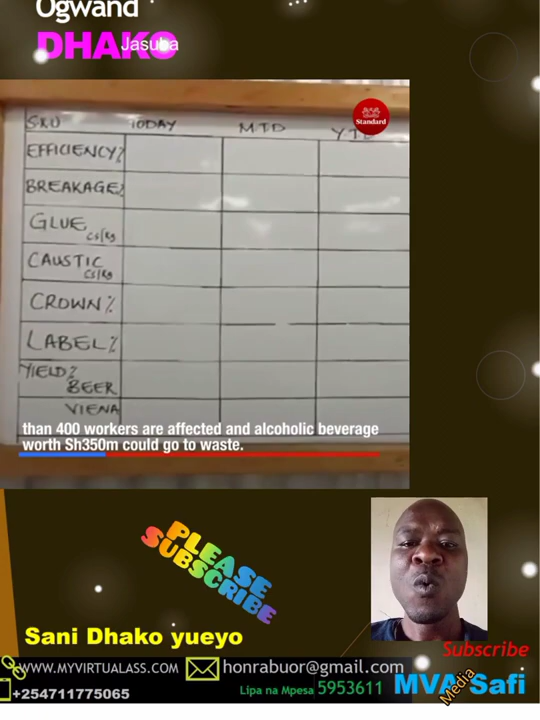 Ogwand
DHAKO
Jasuba
Standard
SKU TODAY MTD
EFFICIENCY%
BREAKAGE%
GLUE cs/kg
CAUSTIC cs/kg
CROWN %
LABEL %
YIELD% BEER
VIENA
than 400 workers are affected and alcoholic beverage
worth Sh350m could go to waste.
PLEASE
SUBSCRIBE
Sani Dhako yueyo
Subscribe
WWW.MYVIRTUALASS.COM honrabuor@gmail.com
+254711775065 Lipa na Mpesa 5953611 MVA Safi
Media